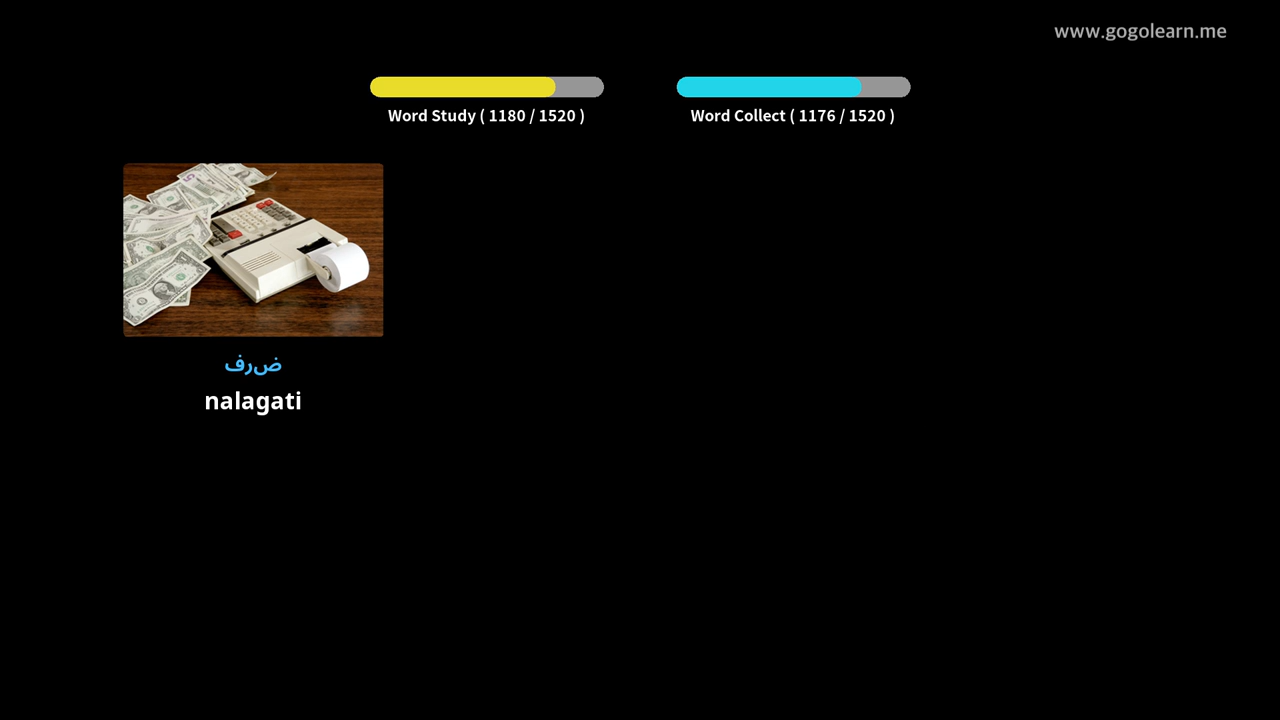 www.gogolearn.me
Word Study ( 1180 / 1520 )
Word Collect ( 1176 / 1520 )
ضرف
nalagati